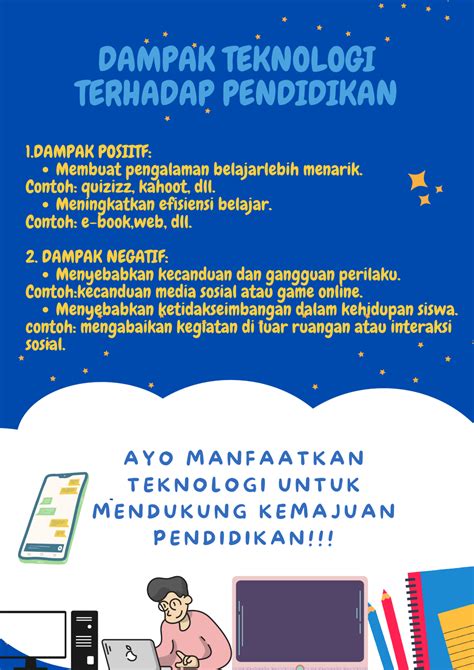 DAMPAK TEKNOLOGI
TERHADAP PENDIDIKAN
1.DAMPAK POSIITF:
• Membuat pengalaman belajarlebih menarik.
Contoh: quizizz, kahoot, dll.
• Meningkatkan efisiensi belajar.
Contoh: e-book,web, dll.
2. DAMPAK NEGATIF:
• Menyebabkan kecanduan dan gangguan perilaku.
Contoh:kecanduan media sosial atau game online.
• Menyebabkan ketidakseimbangan dalam kehidupan siswa.
contoh: mengabaikan kegiatan di luar ruangan atau interaksi
sosial.
AYO MANFAATKAN
TEKNOLOGI UNTUK
MENDUKUNG KEMAJUAN
PENDIDIKAN!!!